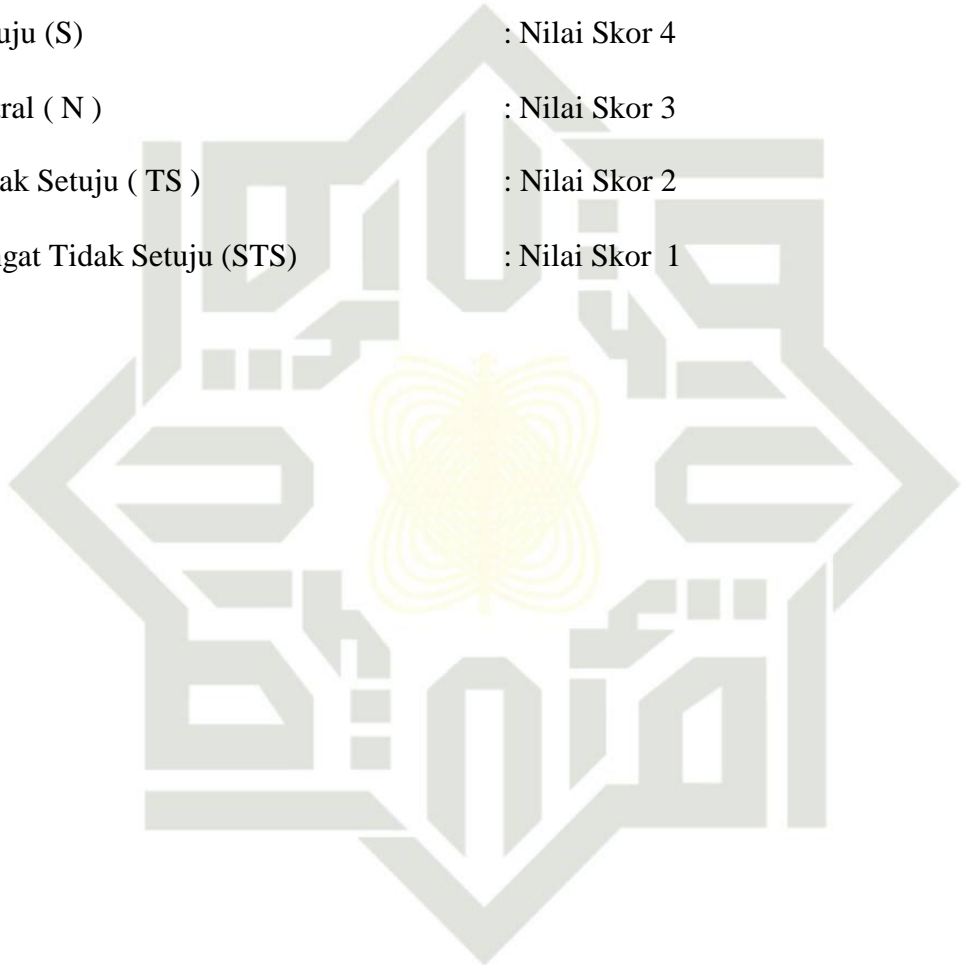 uju (S) : Nilai Skor 4
ral ( N ) : Nilai Skor 3
ak Setuju ( TS ) : Nilai Skor 2
gat Tidak Setuju (STS) : Nilai Skor 1